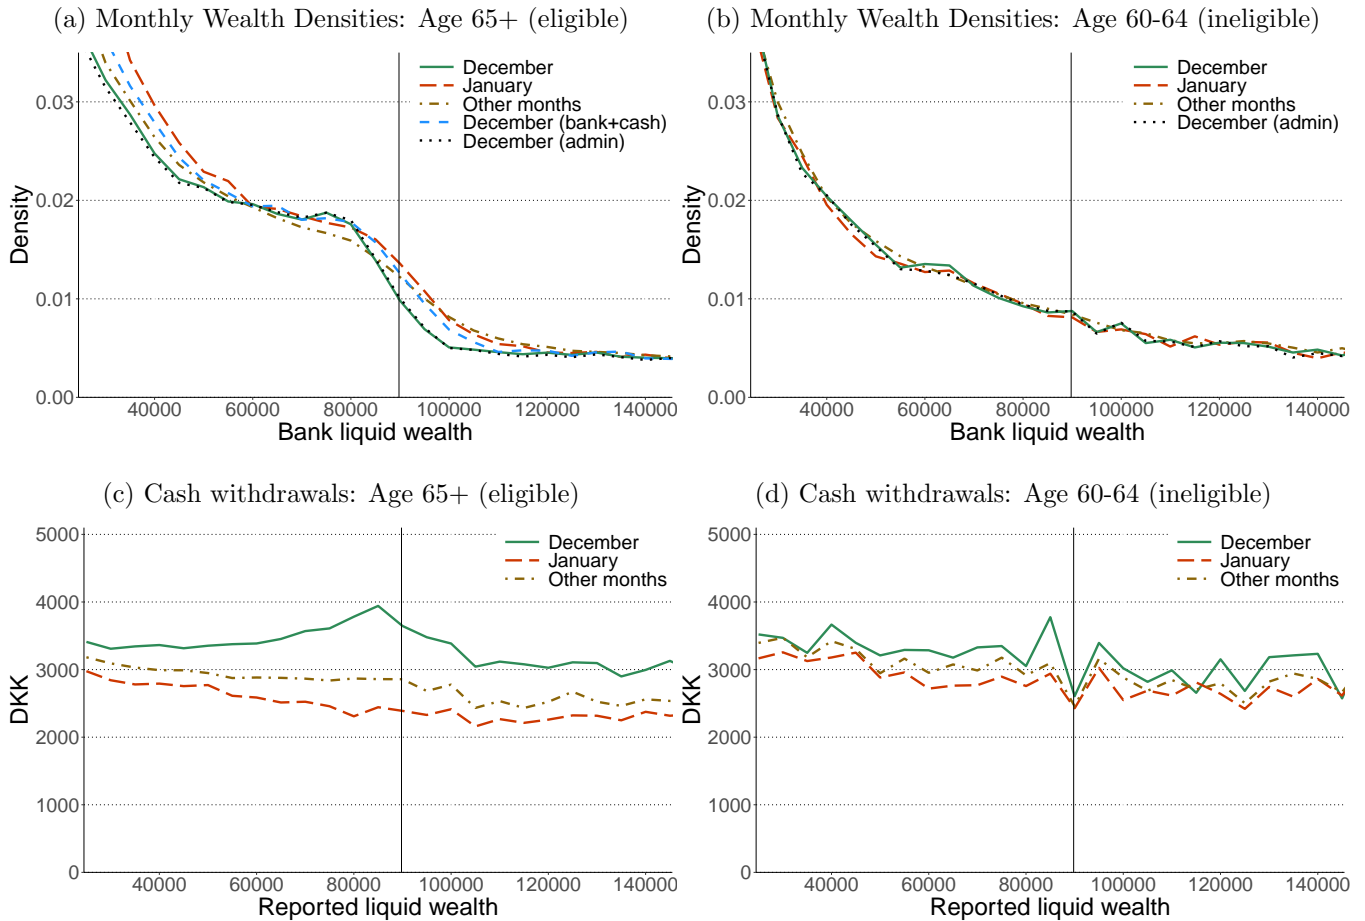 (a) Monthly Wealth Densities: Age 65+ (eligible)
December
January
Other months
December (bank+cash)
December (admin)
Density
0.03
0.02
0.01
0.00
40000 60000 80000 100000 120000 140000
Bank liquid wealth
(b) Monthly Wealth Densities: Age 60-64 (ineligible)
December
January
Other months
December (admin)
Density
0.03
0.02
0.01
0.00
40000 60000 80000 100000 120000 140000
Bank liquid wealth
(c) Cash withdrawals: Age 65+ (eligible)
December
January
Other months
DKK
5000
4000
3000
2000
1000
0
40000 60000 80000 100000 120000 140000
Reported liquid wealth
(d) Cash withdrawals: Age 60-64 (ineligible)
December
January
Other months
DKK
5000
4000
3000
2000
1000
0
40000 60000 80000 100000 120000 140000
Reported liquid wealth